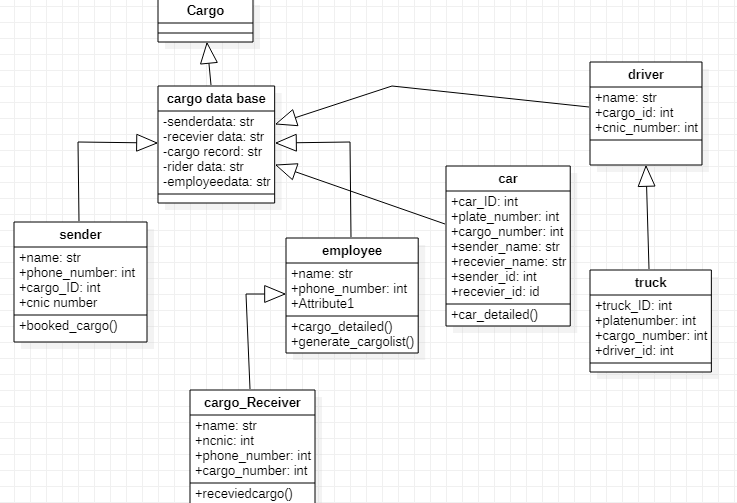 Cargo
cargo data base
-senderdata: str
-recevier data: str
-cargo record: str
-rider data: str
-employeedata: str
driver
+name: str
+cargo_id: int
+cnic_number: int
car
+car_ID: int
+plate_number: int
+cargo_number: int
+sender_name: str
+recevier_name: str
+sender_id: int
+recevier_id: id
+car_detailed()
sender
+name: str
+phone_number: int
+cargo_ID: int
+cnic number
+booked_cargo()
employee
+name: str
+phone_number: int
+Attribute1
+cargo_detailed()
+generate_cargolist()
truck
+truck_ID: int
+platenumber: int
+cargo_number: int
+driver_id: int
cargo_Receiver
+name: str
+ncnic: int
+phone_number: int
+cargo_number: int
+receviedcargo()